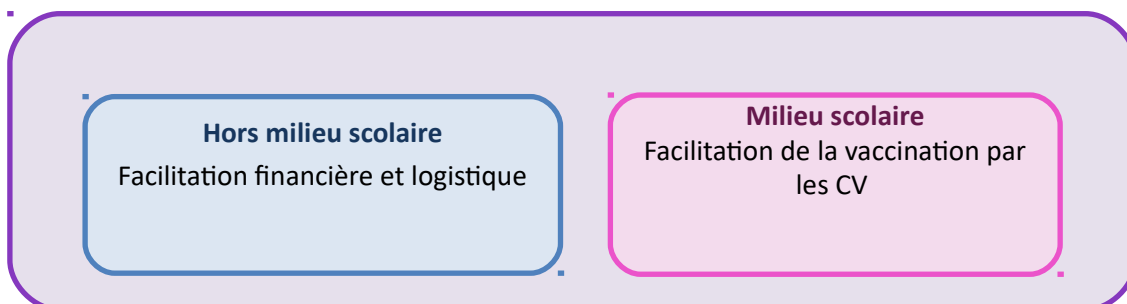 Hors milieu scolaire
Facilitation financière et logistique
Milieu scolaire
Facilitation de la vaccination par
les CV